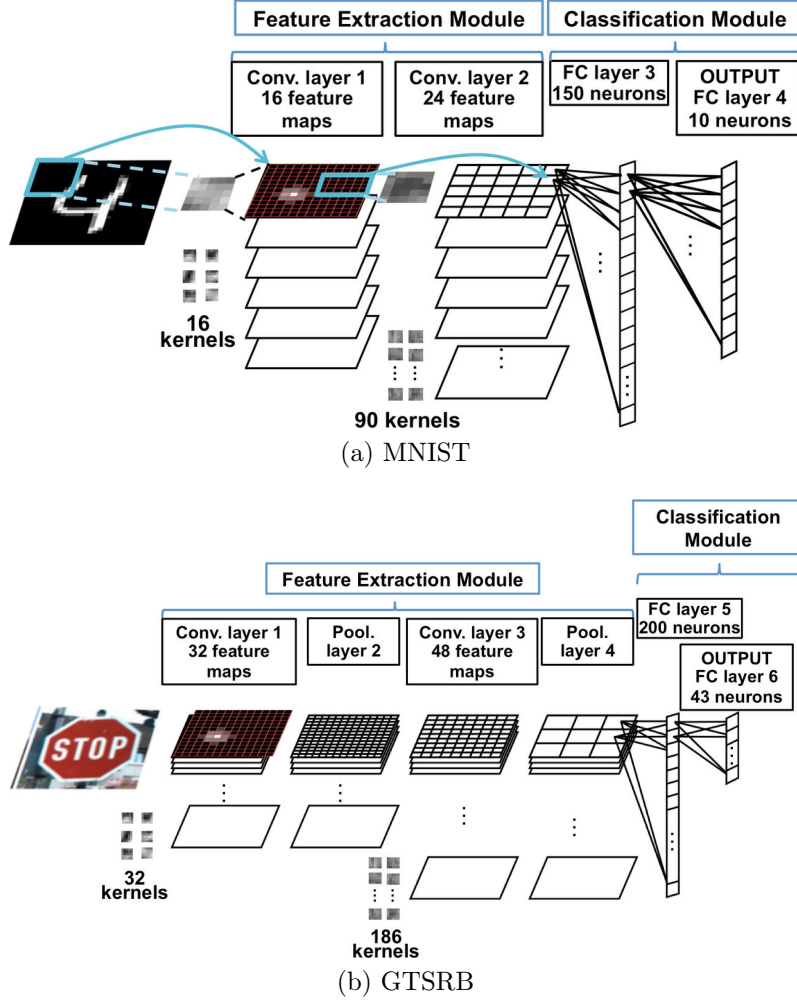 Feature Extraction Module
Classification Module
Conv. layer 1
16 feature
maps
Conv. layer 2
24 feature
maps
FC layer 3
150 neurons
OUTPUT
FC layer 4
10 neurons
16
kernels
90 kernels
(a) MNIST
Classification
Module
Feature Extraction Module
FC layer 5
200 neurons
Conv. layer 1
32 feature
maps
Pool.
layer 2
Conv. layer 3
48 feature
maps
Pool.
layer 4
OUTPUT
FC layer 6
43 neurons
STOP
32
kernels
186
kernels
(b) GTSRB